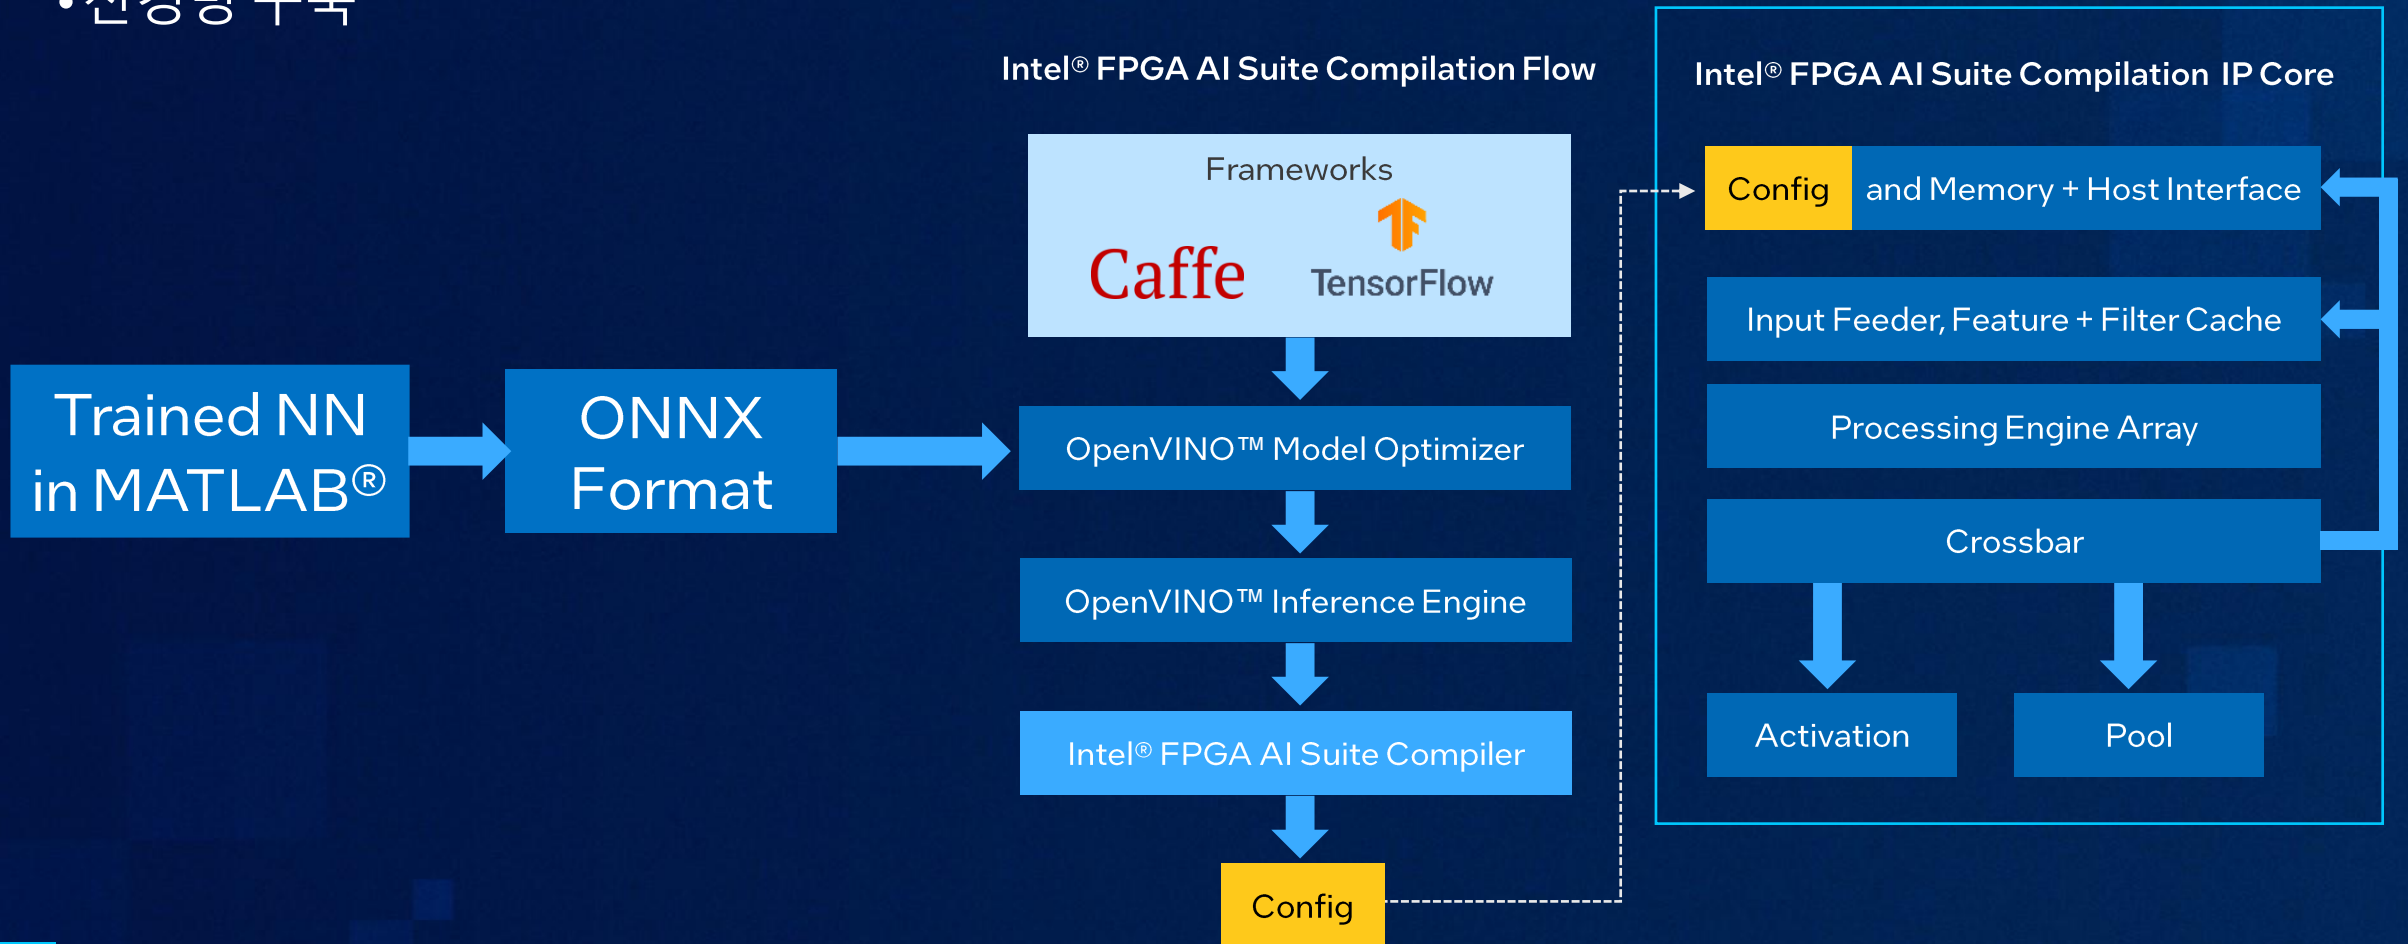 Intel® FPGA AI Suite Compilation Flow
Frameworks
Caffe
TensorFlow
Trained NN
in MATLAB®
ONNX
Format
OpenVINO™ Model Optimizer
OpenVINO™ Inference Engine
Intel® FPGA AI Suite Compiler
Config
Intel® FPGA AI Suite Compilation IP Core
Config and Memory + Host Interface
Input Feeder, Feature + Filter Cache
Processing Engine Array
Crossbar
Activation
Pool